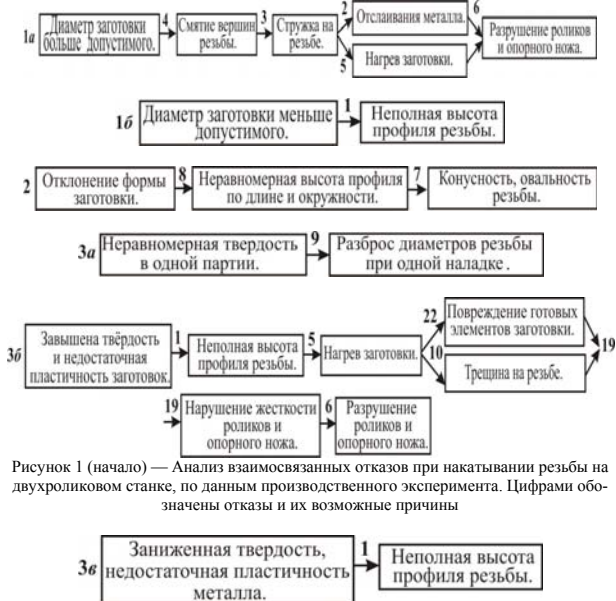 1а Диаметр заготовки
больше допустимого.
4
Смятие вершин
резьбы.
3
Стружка на
резьбе.
2
Отслаивания металла.
6
5
Нагрев заготовки.
Разрушение роликов
и опорного ножа.
1б Диаметр заготовки меньше
допустимого.
1
Неполная высота
профиля резьбы.
2 Отклонение формы
заготовки.
8
Неравномерная высота профиля
по длине и окружности.
7
Конусность, овальность
резьбы.
3а Неравномерная твердость
в одной партии.
9
Разброс диаметров резьбы
при одной наладке.
3б Завышена твёрдость
и недостаточная
пластичность заготовок.
1
Неполная высота
профиля резьбы.
5
Нагрев заготовки.
22
Повреждение готовых
элементов заготовки.
10
Трещина на резьбе.
19
19
Нарушение жесткости
роликов и
опорного ножа.
6
Разрушение
роликов и
опорного ножа.
Рисунок 1 (начало) — Анализ взаимосвязанных отказов при накатывании резьбы на
двухроликовом станке, по данным производственного эксперимента. Цифрами обо-
значены отказы и их возможные причины
3в Заниженная твердость,
недостаточная пластичность
металла.
1
Неполная высота
профиля резьбы.